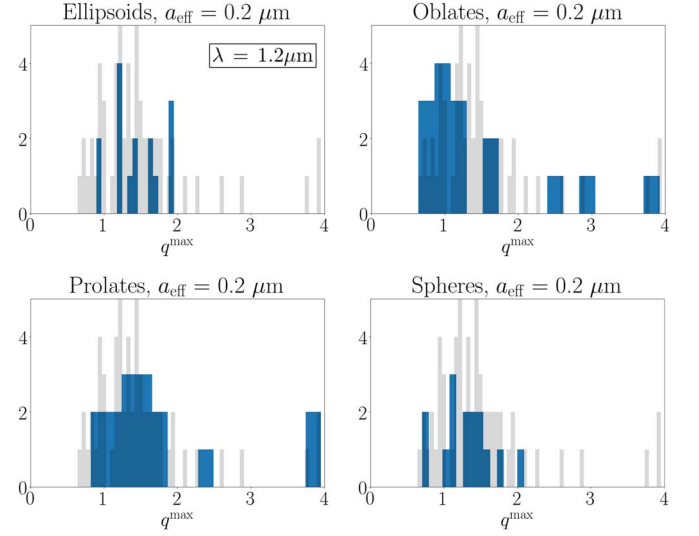 Ellipsoids, a_eff = 0.2 μm
λ = 1.2μm
4
2
0
0 1 2 3 4
q^max
Oblates, a_eff = 0.2 μm
4
2
0
0 1 2 3 4
q^max
Prolates, a_eff = 0.2 μm
4
2
0
0 1 2 3 4
q^max
Spheres, a_eff = 0.2 μm
4
2
0
0 1 2 3 4
q^max